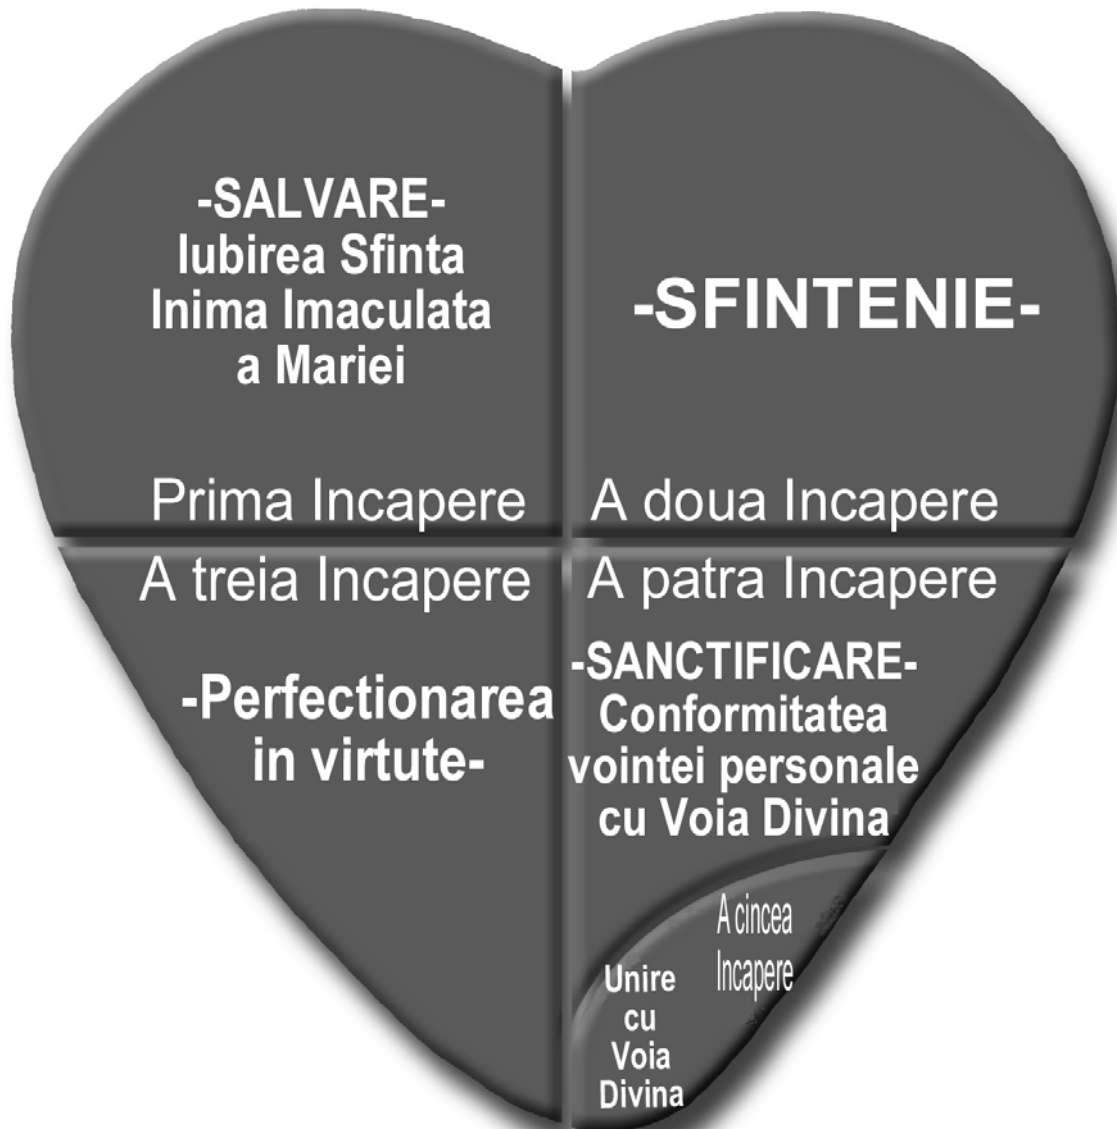 -SALVARE-
Iubirea Sfinta
Inima Imaculata
a Mariei
Prima Incapere
-SFINTENIE-
A doua Incapere
A treia Incapere
-Perfectionarea
in virtute-
A patra Incapere
-SANCTIFICARE-
Conformitatea
vointei personale
cu Voia Divina
A cincea
Incapere
Unire
cu
Voia
Divina